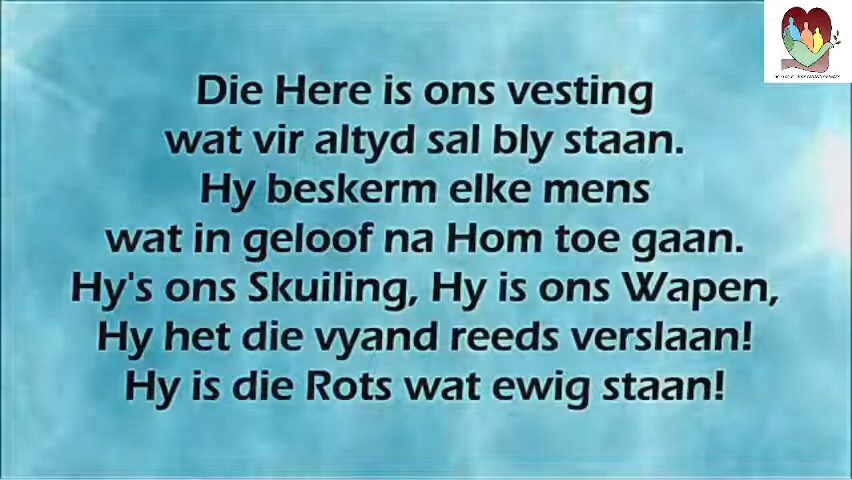 Die Here is ons vesting
wat vir altyd sal bly staan.
Hy beskerm elke mens
wat in geloof na Hom toe gaan.
Hy's ons Skuiling, Hy is ons Wapen,
Hy het die vyand reeds verslaan!
Hy is die Rots wat ewig staan!